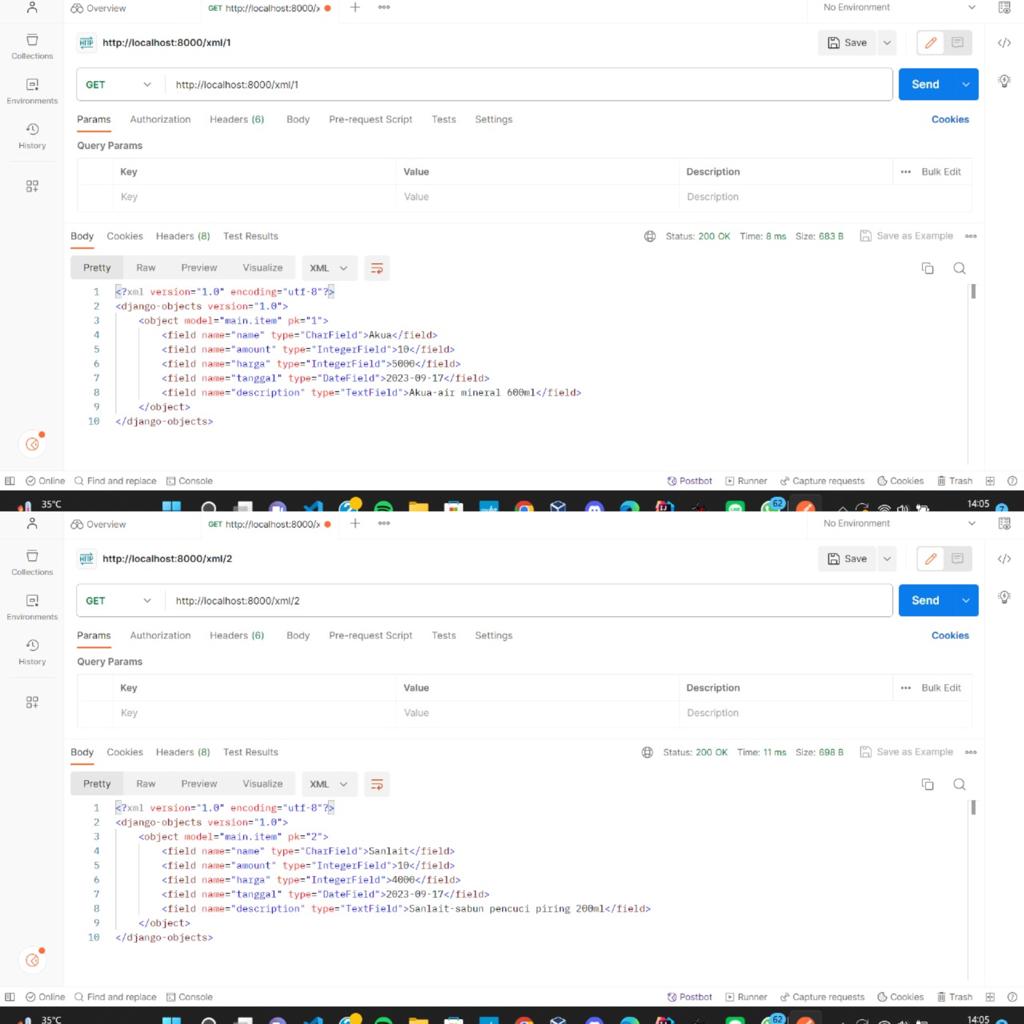 Overview
GET http://localhost:8000/x
No Environment
HTTP http://localhost:8000/xml/1
Save
GET http://localhost:8000/xml/1 Send
Params Authorization Headers (6) Body Pre-request Script Tests Settings Cookies
Query Params
Key Value Description Bulk Edit
Key Value Description
Body Cookies Headers (8) Test Results Status: 200 OK Time: 8 ms Size: 683 B Save as Example
Pretty Raw Preview Visualize XML
1 <?xml version="1.0" encoding="utf-8"?>
2 <django-objects version="1.0">
3 <object model="main.item" pk="1">
4 <field name="name" type="CharField">Akua</field>
5 <field name="amount" type="IntegerField">10</field>
6 <field name="harga" type="IntegerField">5000</field>
7 <field name="tanggal" type="DateField">2023-09-17</field>
8 <field name="description" type="TextField">Akua-air mineral 600ml</field>
9 </object>
10 </django-objects>
Collections
Environments
History
Online Find and replace Console Postbot Runner Capture requests Cookies Trash
35°C 62 14:05
Overview
GET http://localhost:8000/x
No Environment
HTTP http://localhost:8000/xml/2
Save
GET http://localhost:8000/xml/2 Send
Params Authorization Headers (6) Body Pre-request Script Tests Settings Cookies
Query Params
Key Value Description Bulk Edit
Key Value Description
Body Cookies Headers (8) Test Results Status: 200 OK Time: 11 ms Size: 698 B Save as Example
Pretty Raw Preview Visualize XML
1 <?xml version="1.0" encoding="utf-8"?>
2 <django-objects version="1.0">
3 <object model="main.item" pk="2">
4 <field name="name" type="CharField">Sanlait</field>
5 <field name="amount" type="IntegerField">10</field>
6 <field name="harga" type="IntegerField">4000</field>
7 <field name="tanggal" type="DateField">2023-09-17</field>
8 <field name="description" type="TextField">Sanlait-sabun pencuci piring 200ml</field>
9 </object>
10 </django-objects>
Collections
Environments
History
Online Find and replace Console Postbot Runner Capture requests Cookies Trash
35°C 62 14:05